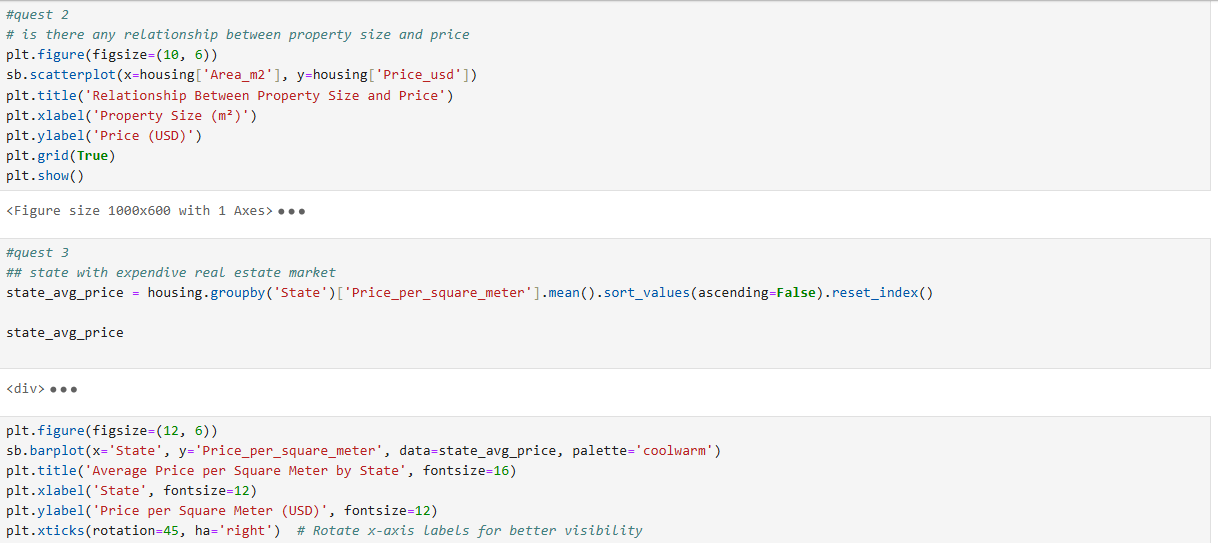 #quest 2
# is there any relationship between property size and price
plt.figure(figsize=(10, 6))
sb.scatterplot(x=housing['Area_m2'], y=housing['Price_usd'])
plt.title('Relationship Between Property Size and Price')
plt.xlabel('Property Size (m²)')
plt.ylabel('Price (USD)')
plt.grid(True)
plt.show()
<Figure size 1000x600 with 1 Axes> •••
#quest 3
## state with expendive real estate market
state_avg_price = housing.groupby('State')['Price_per_square_meter'].mean().sort_values(ascending=False).reset_index()
state_avg_price
<div> •••
plt.figure(figsize=(12, 6))
sb.barplot(x='State', y='Price_per_square_meter', data=state_avg_price, palette='coolwarm')
plt.title('Average Price per Square Meter by State', fontsize=16)
plt.xlabel('State', fontsize=12)
plt.ylabel('Price per Square Meter (USD)', fontsize=12)
plt.xticks(rotation=45, ha='right')  # Rotate x-axis labels for better visibility